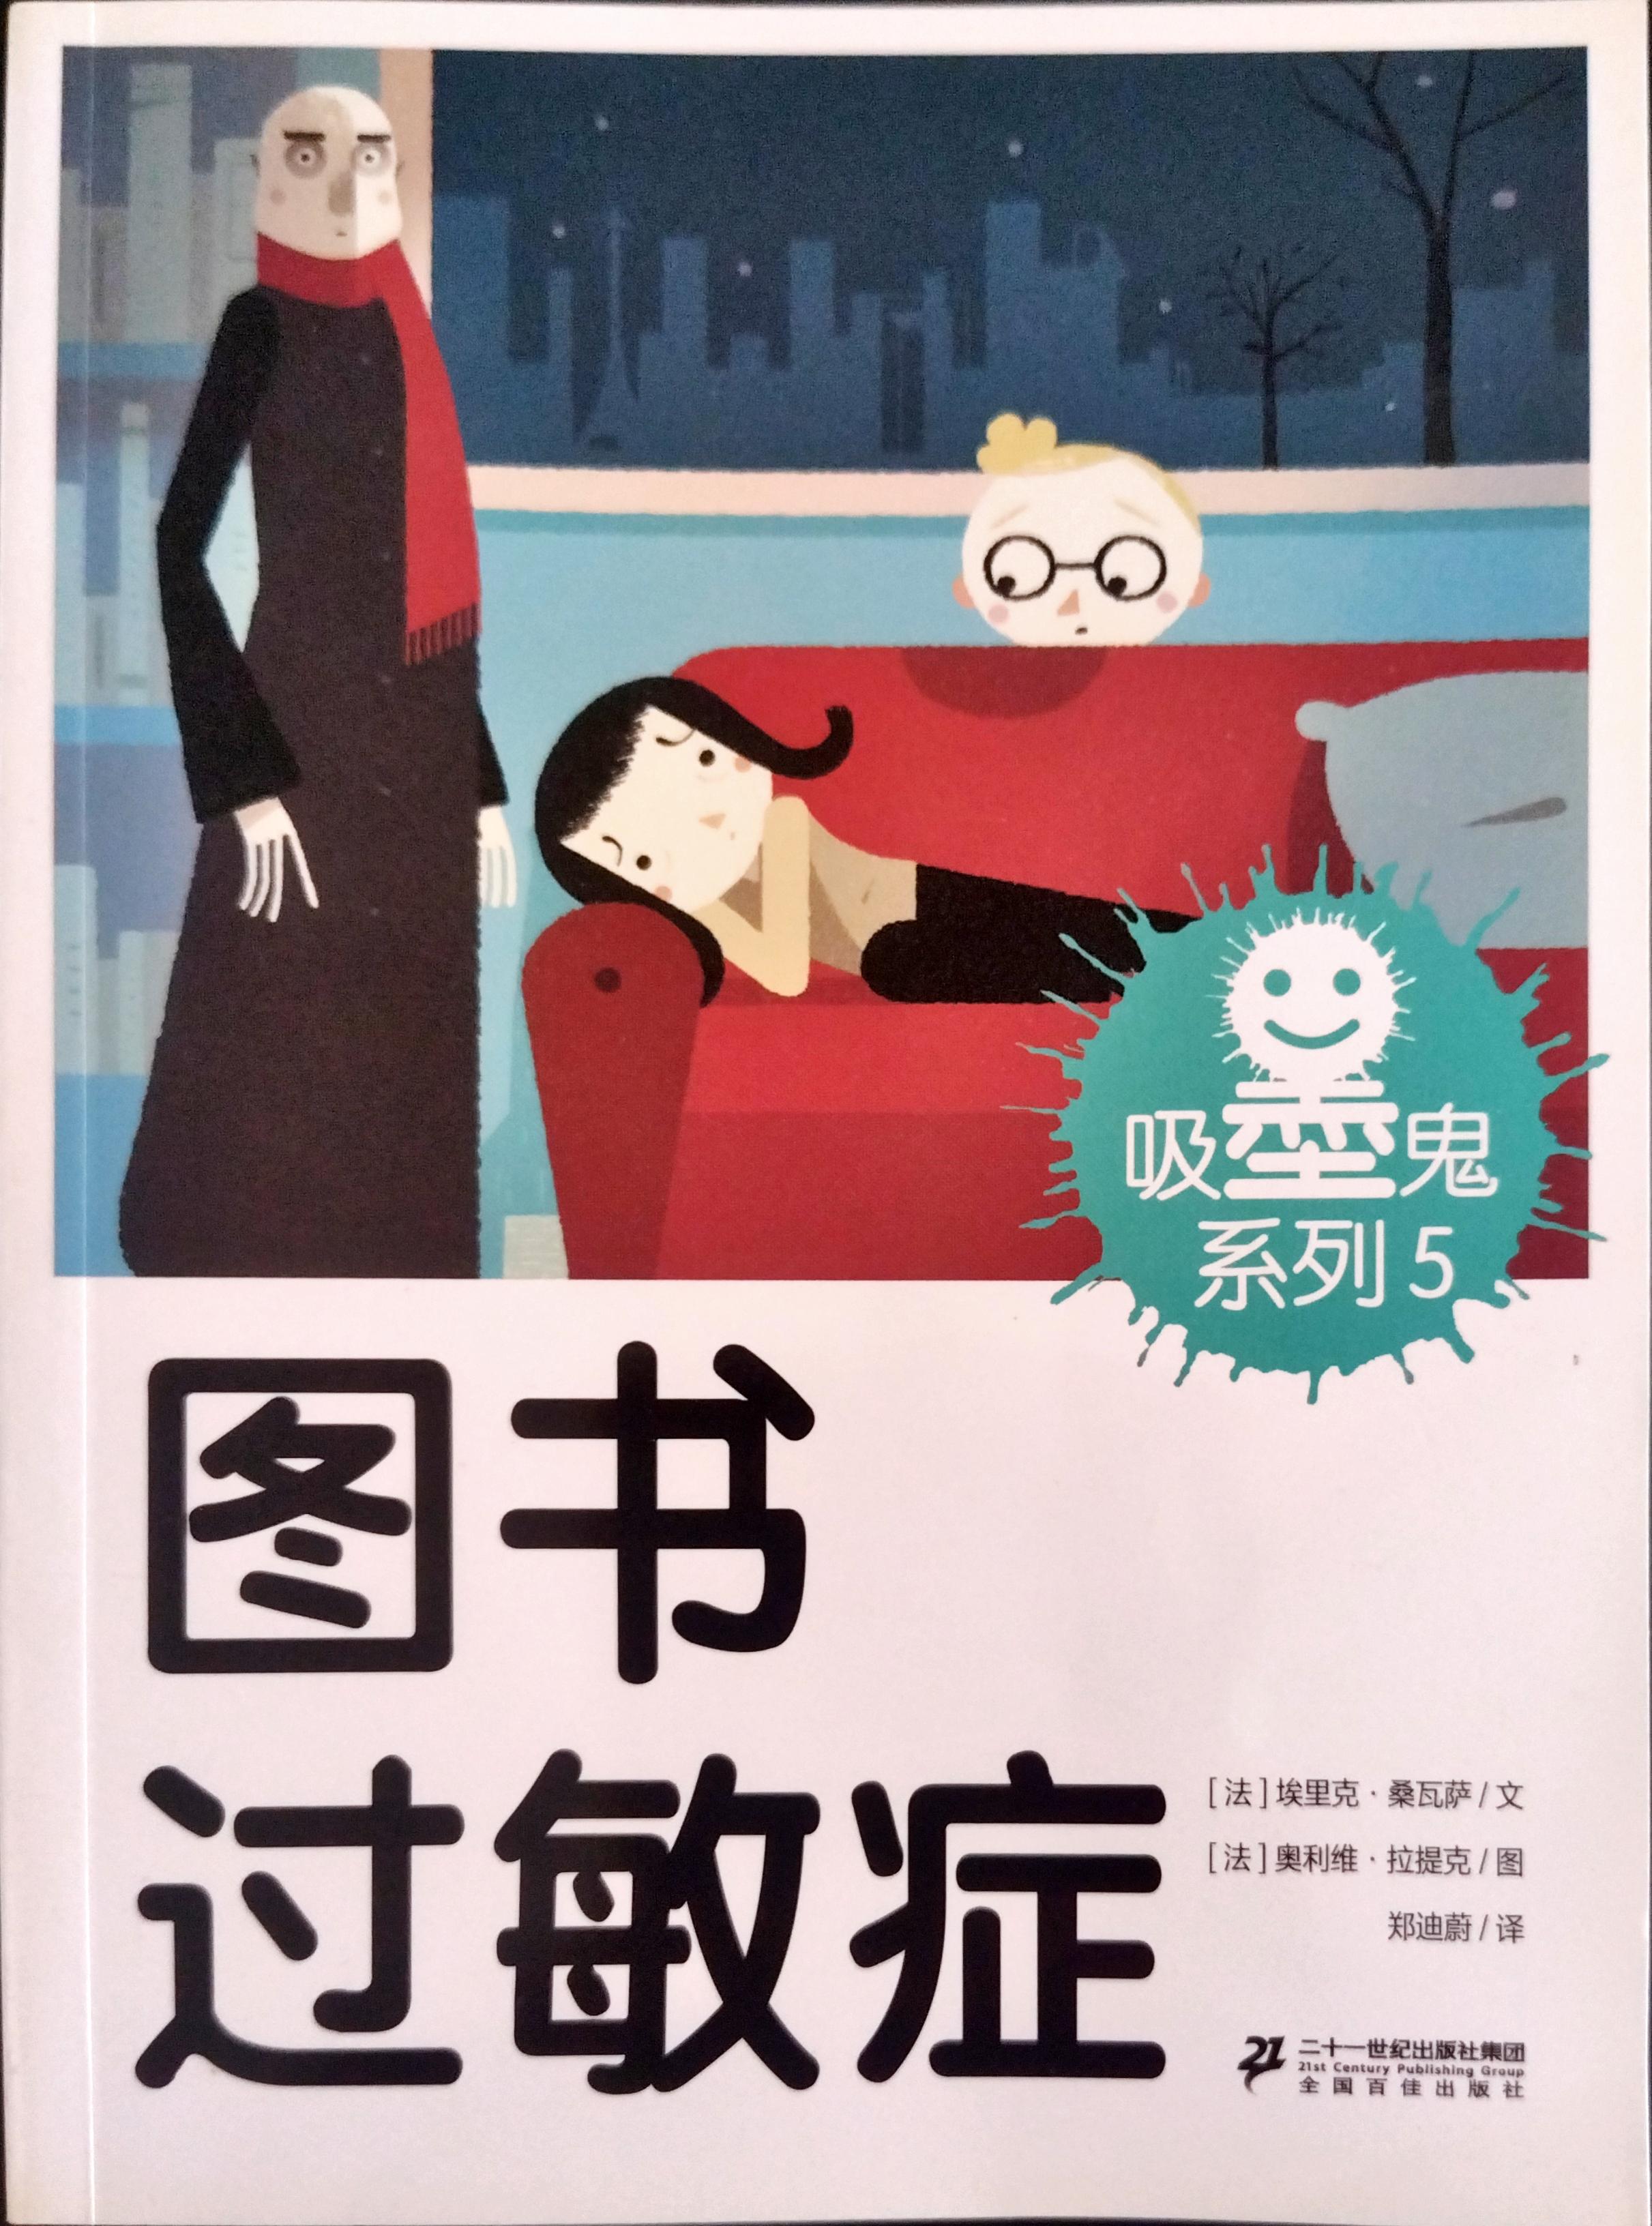 吸墨鬼
系列 5
图书
过敏症
[法]埃里克·桑瓦萨/文
[法]奥利维·拉提克/图
郑迪蔚/译
21 二十一世纪出版社集团
21st Century Publishing Group
全国百佳出版社